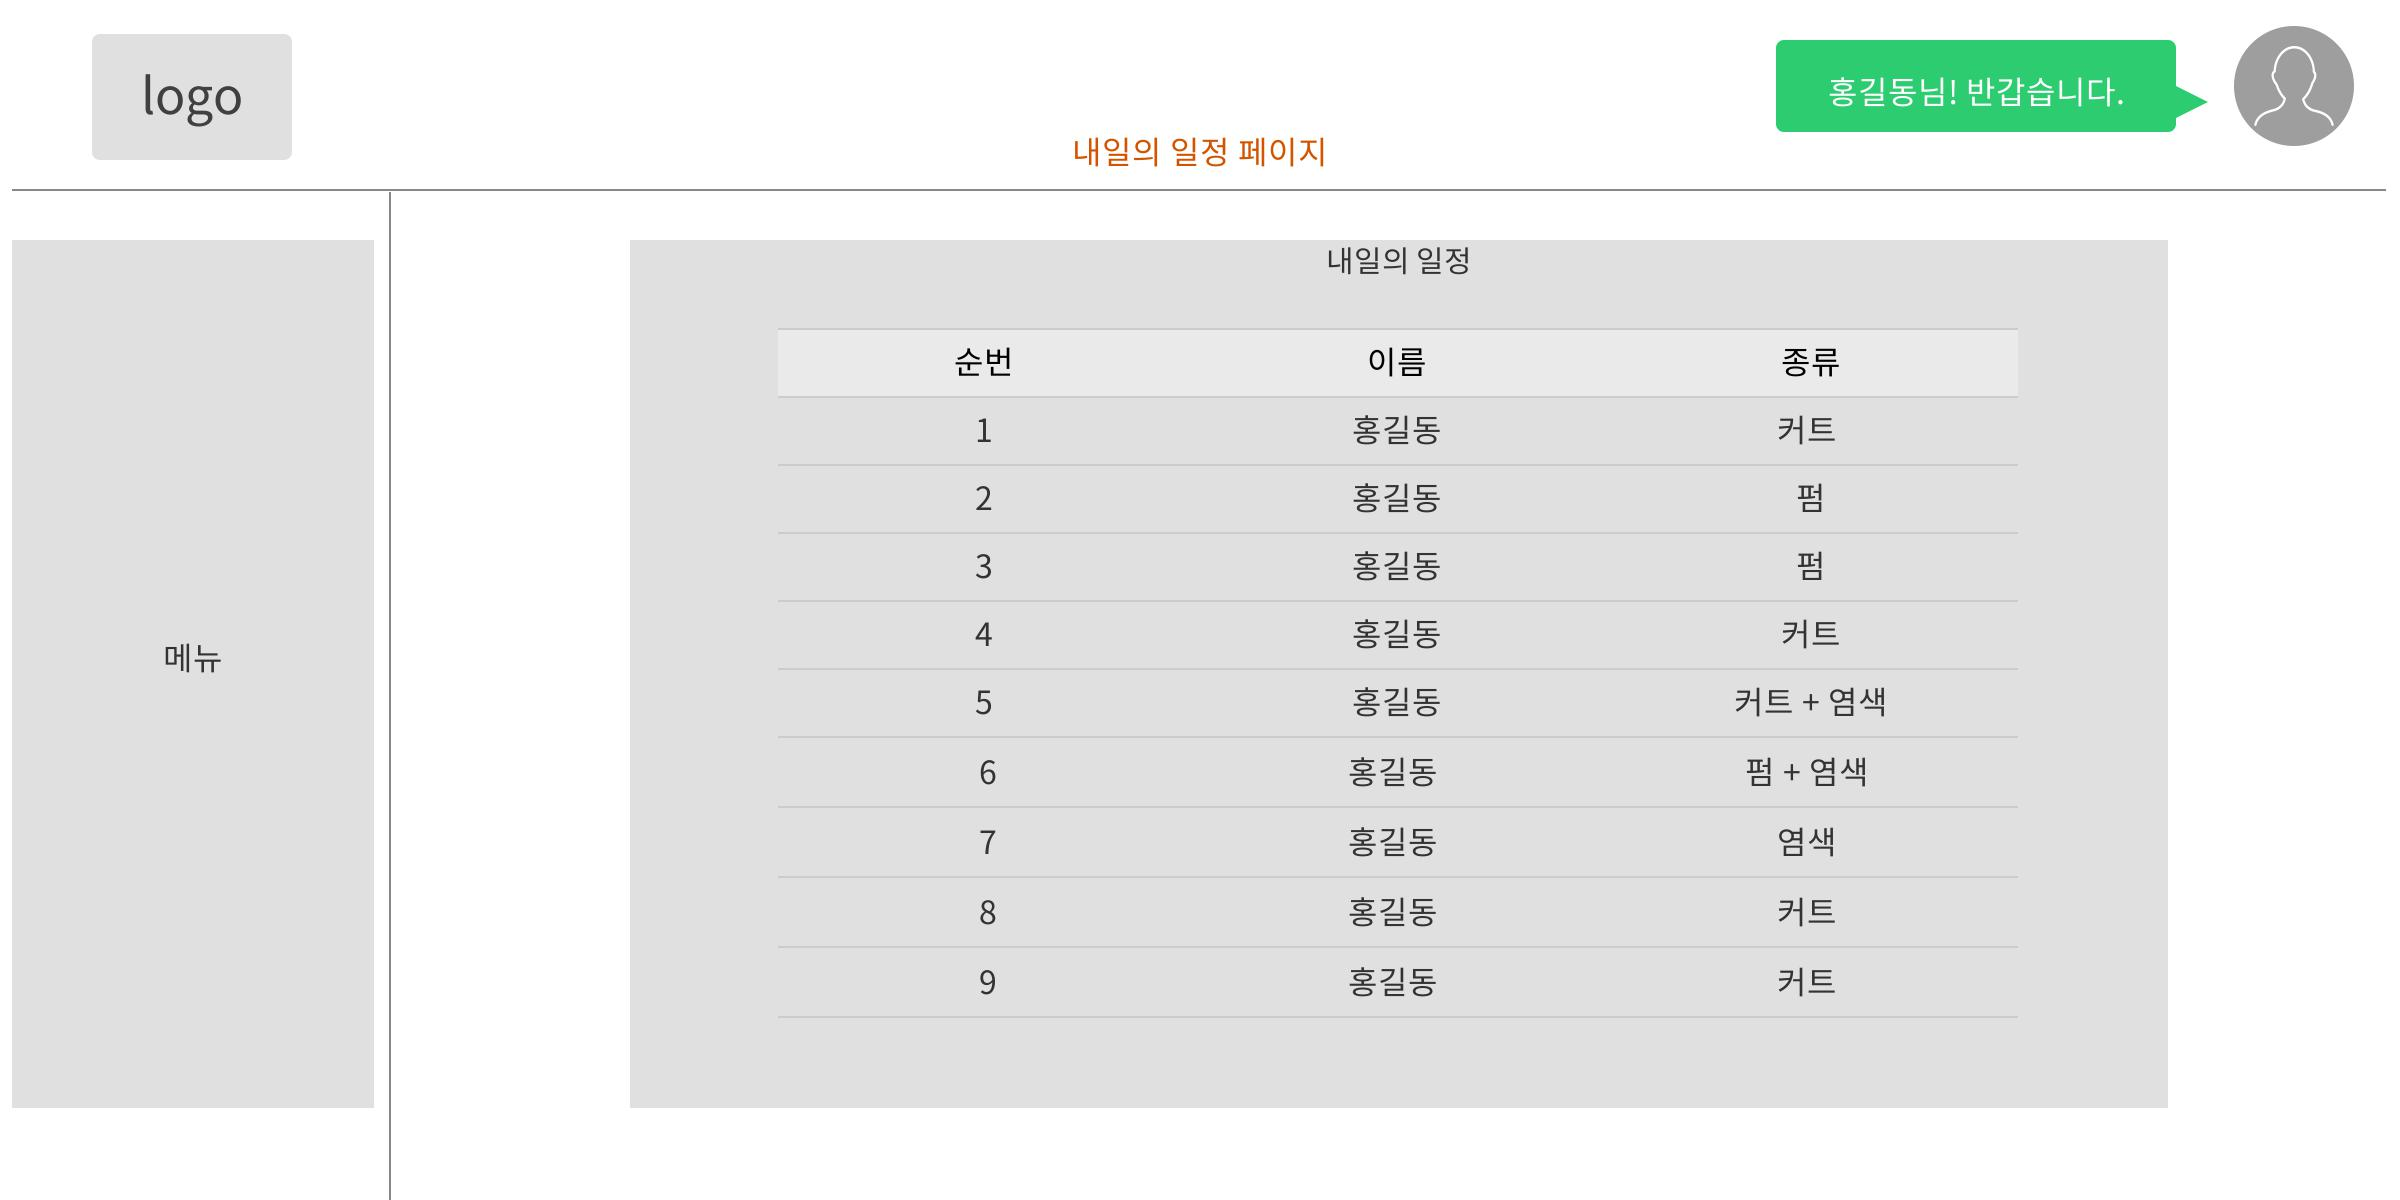 logo
홍길동님! 반갑습니다.
내일의 일정 페이지
메뉴
내일의 일정
순번 이름 종류
1 홍길동 커트
2 홍길동 펌
3 홍길동 펌
4 홍길동 커트
5 홍길동 커트 + 염색
6 홍길동 펌 + 염색
7 홍길동 염색
8 홍길동 커트
9 홍길동 커트